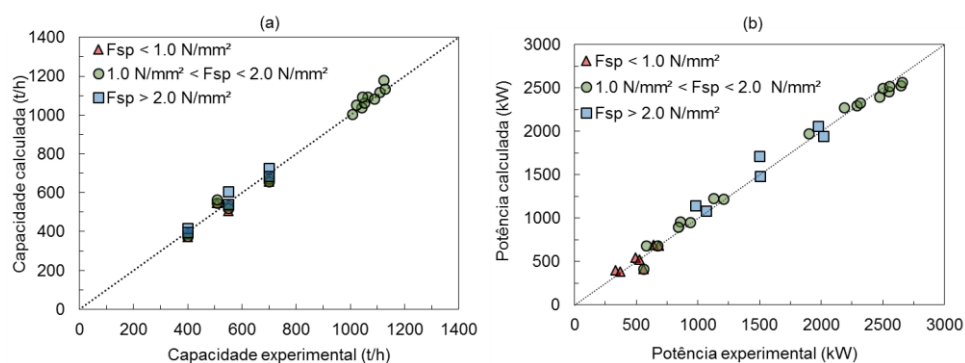 (a)
1400
1200
1000
800
600
400
200
0
Capacidade calculada (t/h)
Fsp < 1.0 N/mm²
1.0 N/mm² < Fsp < 2.0 N/mm²
Fsp > 2.0 N/mm²
0 200 400 600 800 1000 1200 1400
Capacidade experimental (t/h)
(b)
3000
2500
2000
1500
1000
500
0
Potência calculada (kW)
Fsp < 1.0 N/mm²
1.0 N/mm² < Fsp < 2.0 N/mm²
Fsp > 2.0 N/mm²
0 500 1000 1500 2000 2500 3000
Potência experimental (kW)